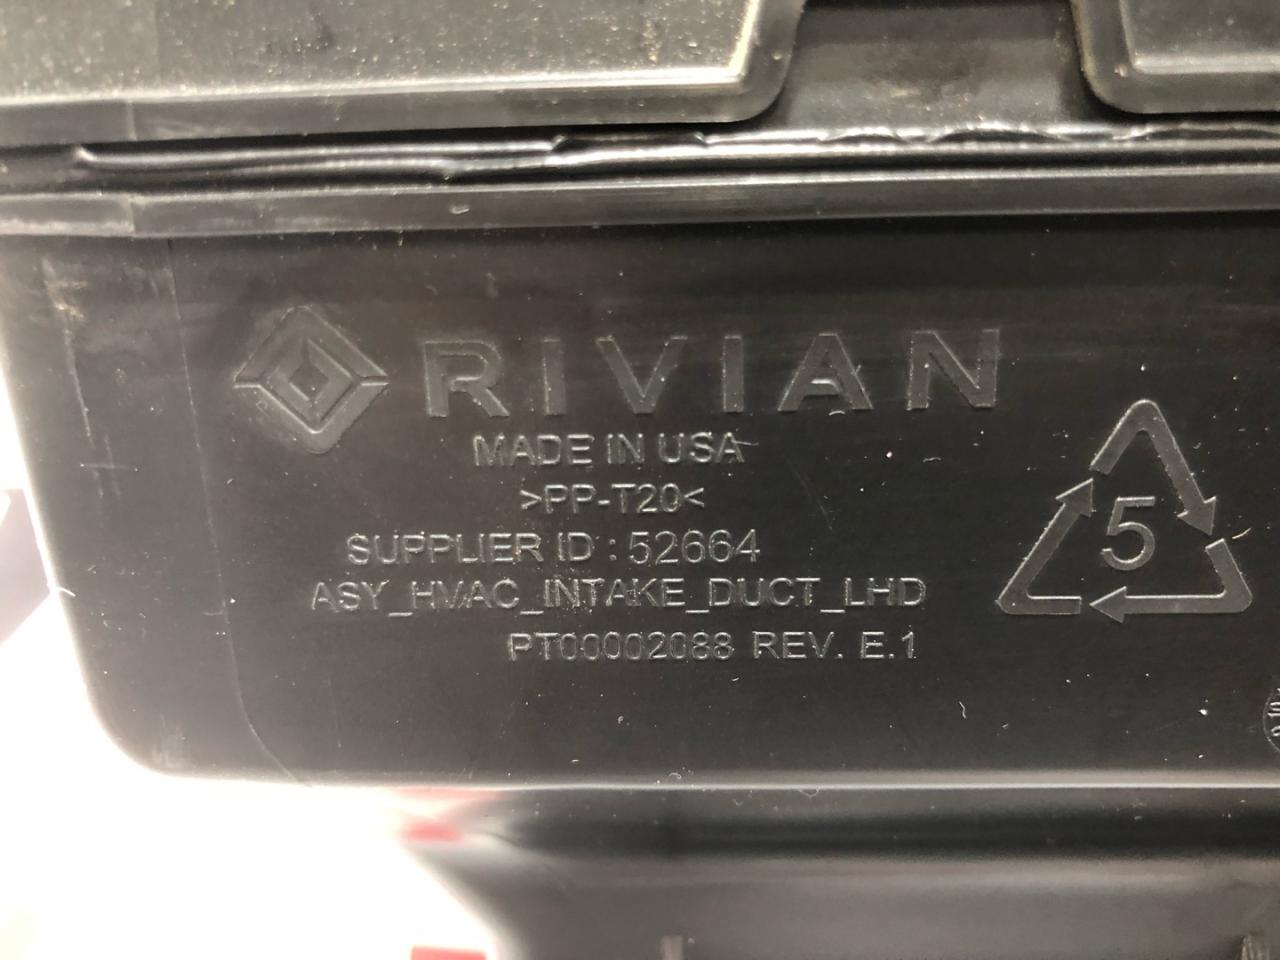 RIVIAN
MADE IN USA
>PP-T20<
SUPPLIER ID : 52664
ASY_HVAC_INTAKE_DUCT_LHD
PT00002088 REV. E.1
5